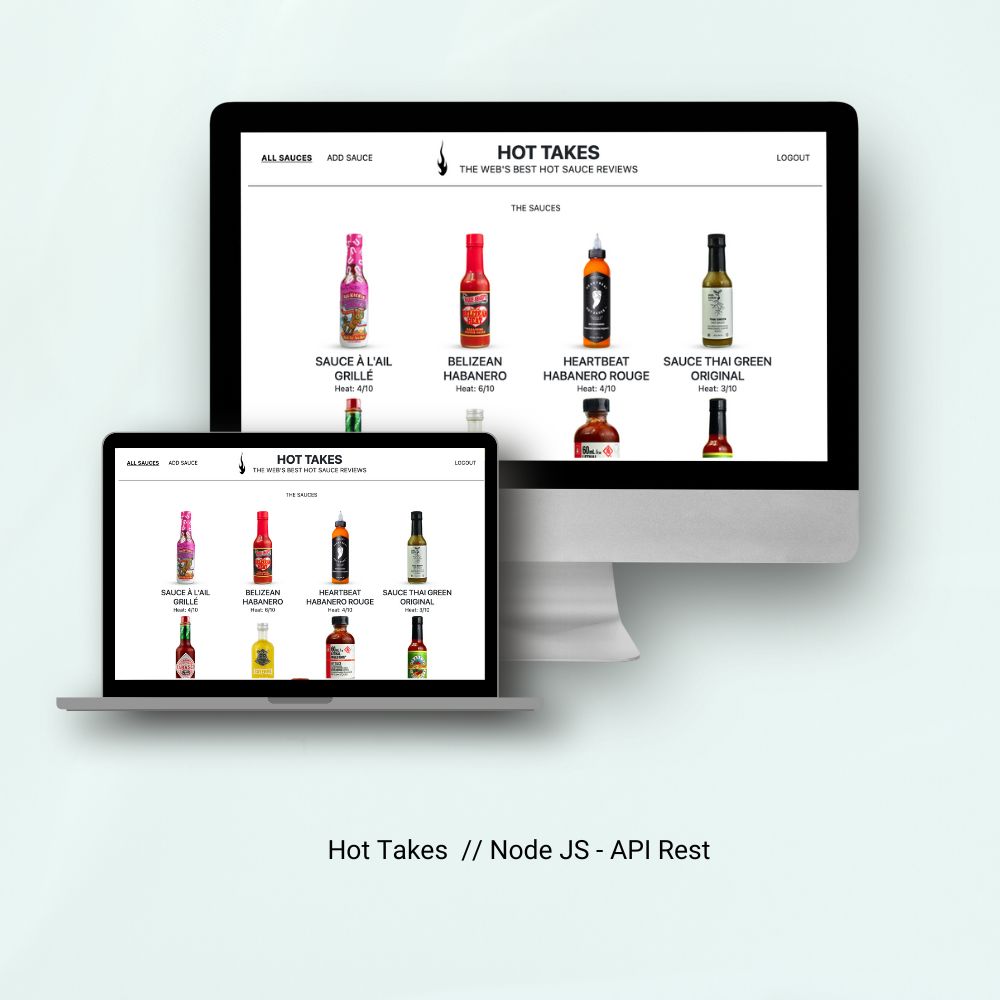 ALL SAUCES ADD SAUCE HOT TAKES LOGOUT
THE WEB'S BEST HOT SAUCE REVIEWS
THE SAUCES
SAUCE À L'AIL
GRILLÉ
Heat: 4/10
BELIZEAN
HABANERO
Heat: 6/10
HEARTBEAT
HABANERO ROUGE
Heat: 4/10
SAUCE THAI GREEN
ORIGINAL
Heat: 3/10
ALL SAUCES ADD SAUCE HOT TAKES LOGOUT
THE WEB'S BEST HOT SAUCE REVIEWS
THE SAUCES
SAUCE À L'AIL
GRILLÉ
Heat: 4/10
BELIZEAN
HABANERO
Heat: 6/10
HEARTBEAT
HABANERO ROUGE
Heat: 4/10
SAUCE THAI GREEN
ORIGINAL
Heat: 3/10
Hot Takes // Node JS - API Rest